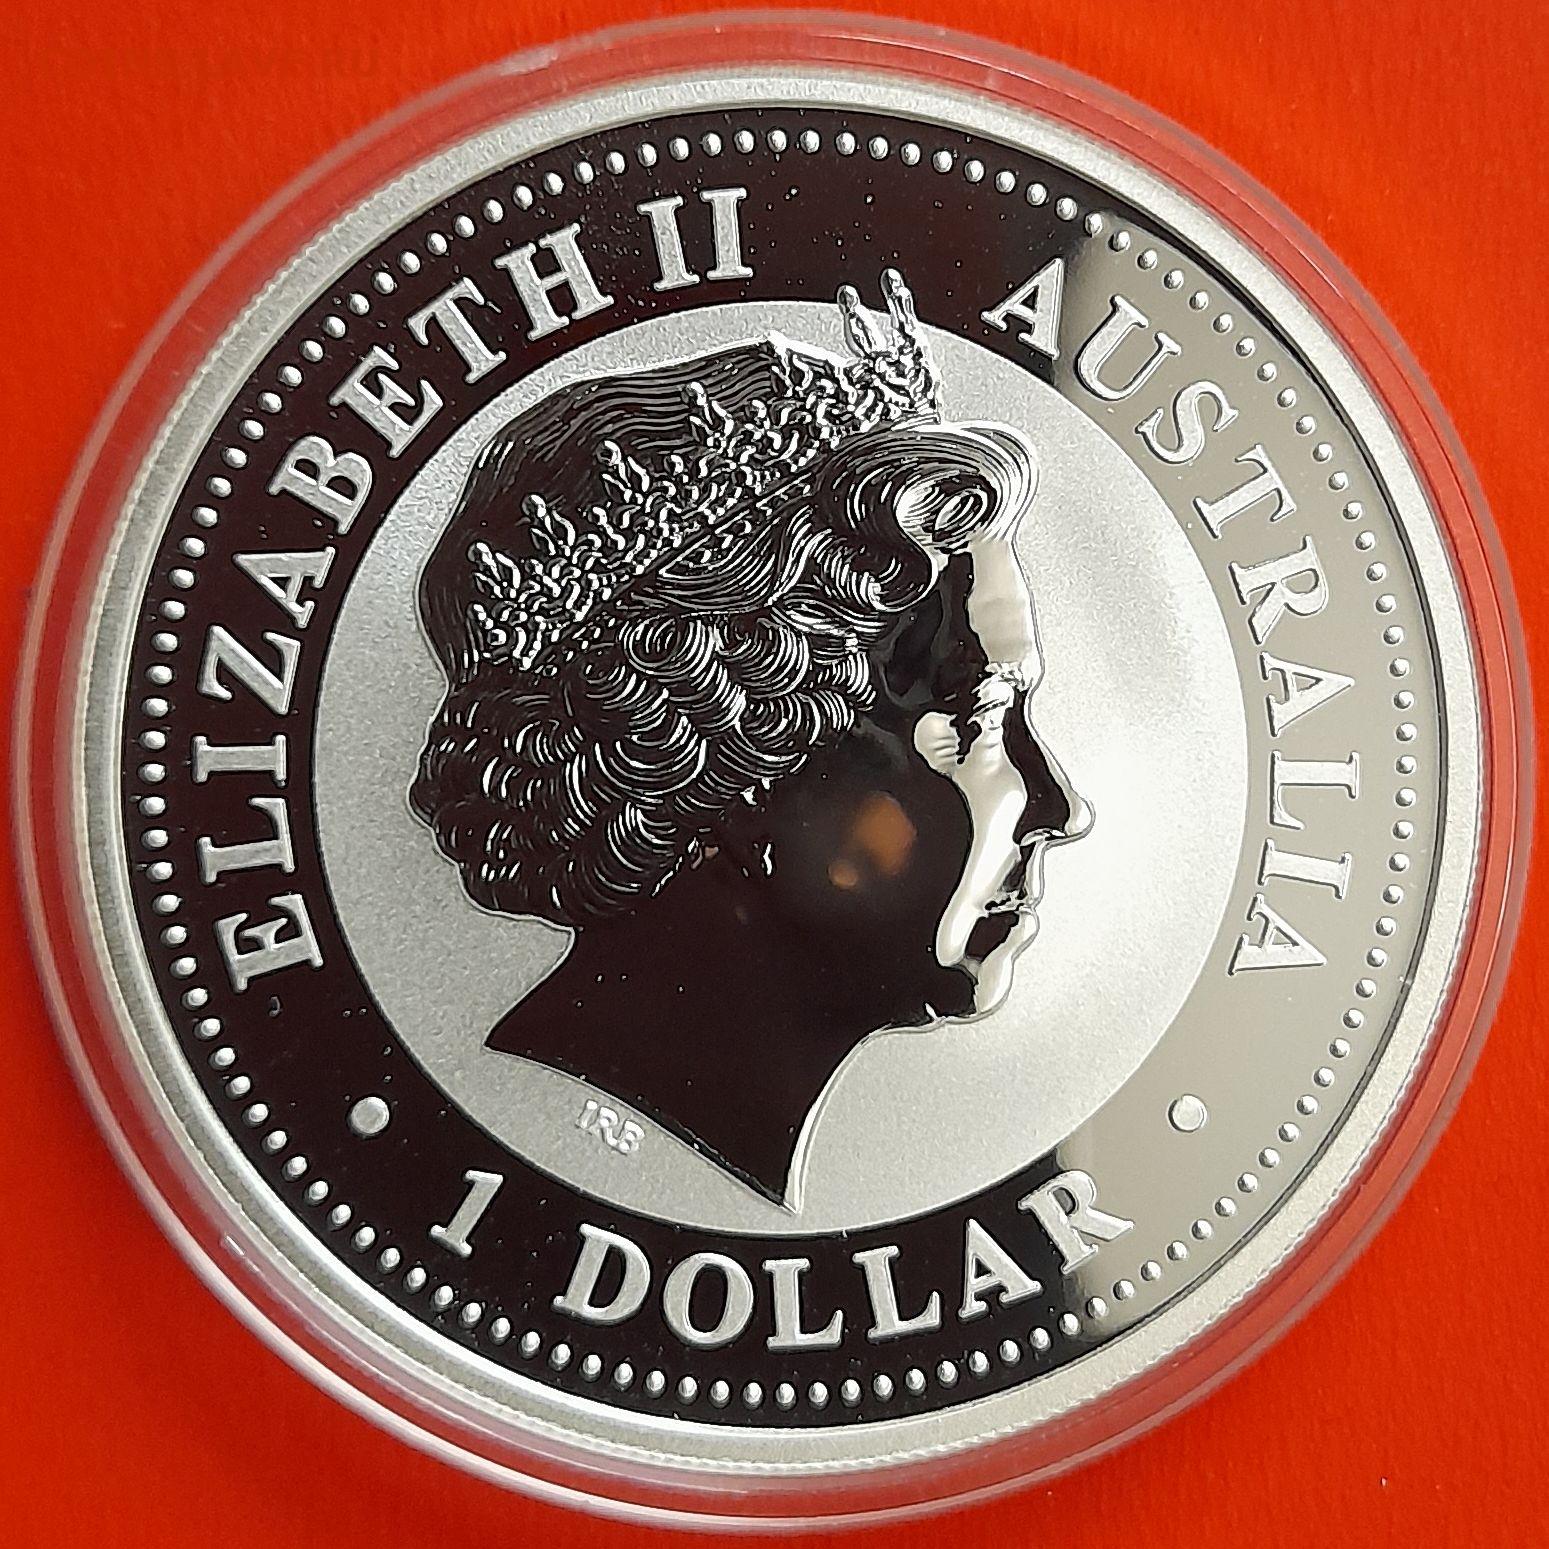 ELIZABETH II
AUSTRALIA
IRB
1 DOLLAR